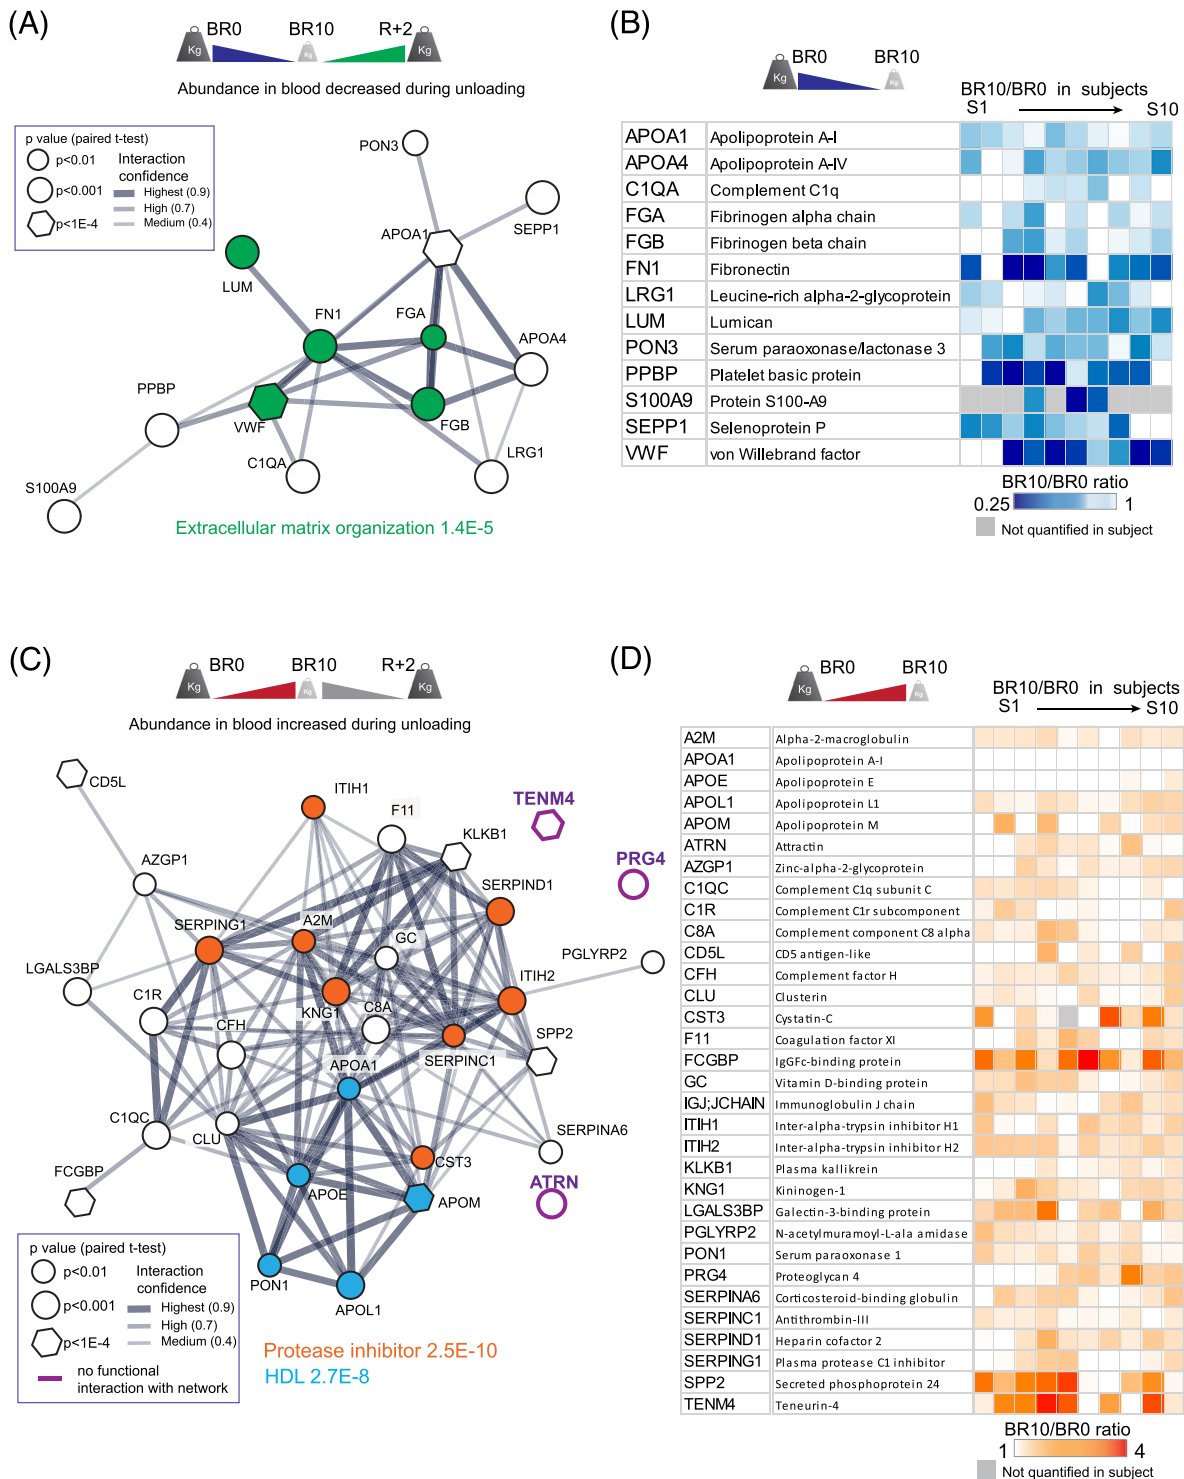 (A)
BR0 BR10 R+2
Kg Kg Kg
Abundance in blood decreased during unloading
p value (paired t-test)
p<0.01
p<0.001
p<1E-4
Interaction
confidence
Highest (0.9)
High (0.7)
Medium (0.4)
PON3
SEPP1
APOA1
LUM
FN1
FGA
APOA4
PPBP
VWF
FGB
C1QA
LRG1
S100A9
Extracellular matrix organization 1.4E-5
(B)
BR0 BR10
Kg Kg
BR10/BR0 in subjects
S1 S10
APOA1 Apolipoprotein A-I
APOA4 Apolipoprotein A-IV
C1QA Complement C1q
FGA Fibrinogen alpha chain
FGB Fibrinogen beta chain
FN1 Fibronectin
LRG1 Leucine-rich alpha-2-glycoprotein
LUM Lumican
PON3 Serum paraoxonase/lactonase 3
PPBP Platelet basic protein
S100A9 Protein S100-A9
SEPP1 Selenoprotein P
VWF von Willebrand factor
BR10/BR0 ratio
0.25 1
Not quantified in subject
(C)
BR0 BR10 R+2
Kg Kg Kg
Abundance in blood increased during unloading
CD5L
ITIH1
F11
TENM4
KLKB1
AZGP1
PRG4
SERPIND1
SERPING1
A2M
GC
PGLYRP2
LGALS3BP
ITIH2
C1R
KNG1
C8A
CFH
SPP2
SERPINC1
APOA1
C1QC
CLU
SERPINA6
FCGBP
CST3
ATRN
APOE
APOM
PON1
APOL1
p value (paired t-test)
p<0.01
p<0.001
p<1E-4
Interaction
confidence
Highest (0.9)
High (0.7)
Medium (0.4)
no functional
interaction with network
Protease inhibitor 2.5E-10
HDL 2.7E-8
(D)
BR0 BR10
Kg Kg
BR10/BR0 in subjects
S1 S10
A2M Alpha-2-macroglobulin
APOA1 Apolipoprotein A-I
APOE Apolipoprotein E
APOL1 Apolipoprotein L1
APOM Apolipoprotein M
ATRN Attractin
AZGP1 Zinc-alpha-2-glycoprotein
C1QC Complement C1q subunit C
C1R Complement C1r subcomponent
C8A Complement component C8 alpha
CD5L CD5 antigen-like
CFH Complement factor H
CLU Clusterin
CST3 Cystatin-C
F11 Coagulation factor XI
FCGBP IgGFc-binding protein
GC Vitamin D-binding protein
IGJ;JCHAIN Immunoglobulin J chain
ITIH1 Inter-alpha-trypsin inhibitor H1
ITIH2 Inter-alpha-trypsin inhibitor H2
KLKB1 Plasma kallikrein
KNG1 Kininogen-1
LGALS3BP Galectin-3-binding protein
PGLYRP2 N-acetylmuramoyl-L-ala amidase
PON1 Serum paraoxonase 1
PRG4 Proteoglycan 4
SERPINA6 Corticosteroid-binding globulin
SERPINC1 Antithrombin-III
SERPIND1 Heparin cofactor 2
SERPING1 Plasma protease C1 inhibitor
SPP2 Secreted phosphoprotein 24
TENM4 Teneurin-4
BR10/BR0 ratio
1 4
Not quantified in subject